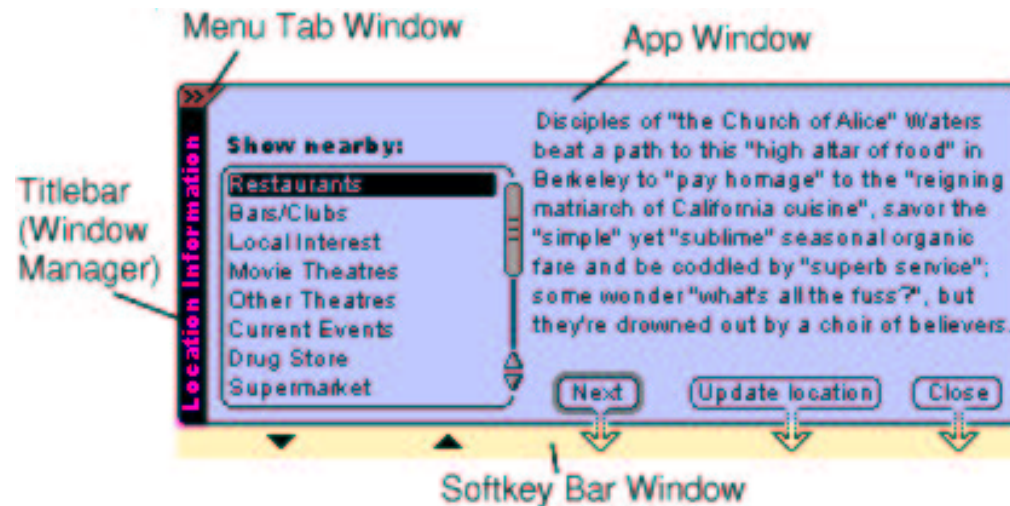 Menu Tab Window
App Window
Titlebar
(Window
Manager)
Location Information
Show nearby:
Restaurants
Bars/Clubs
Local Interest
Movie Theatres
Other Theatres
Current Events
Drug Store
Supermarket
Disciples of "the Church of Alice" Waters
beat a path to this "high altar of food" in
Berkeley to "pay homage" to the "reigning
matriarch of California cuisine", savor the
"simple" yet "sublime" seasonal organic
fare and be coddled by "superb service";
some wonder "what's all the fuss?", but
they're drowned out by a choir of believers.
Next
Update location
Close
Softkey Bar Window